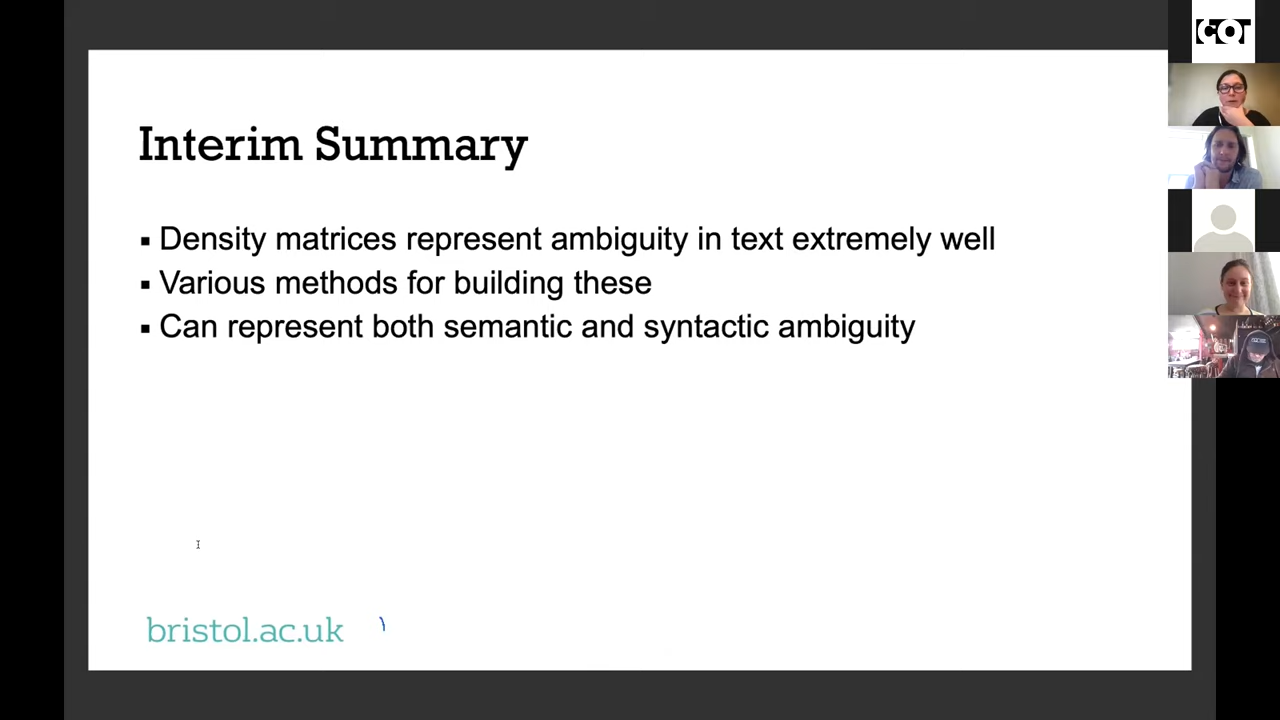 Interim Summary
▪ Density matrices represent ambiguity in text extremely well
▪ Various methods for building these
▪ Can represent both semantic and syntactic ambiguity
bristol.ac.uk